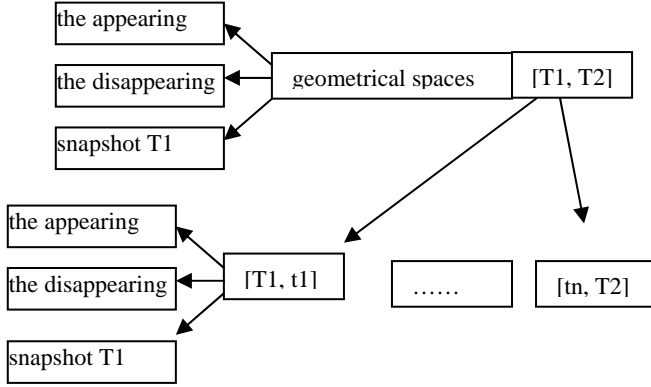 the appearing
the disappearing
geometrical spaces
[T1, T2]
snapshot T1
the appearing
the disappearing
[T1, t1]
......
[tn, T2]
snapshot T1